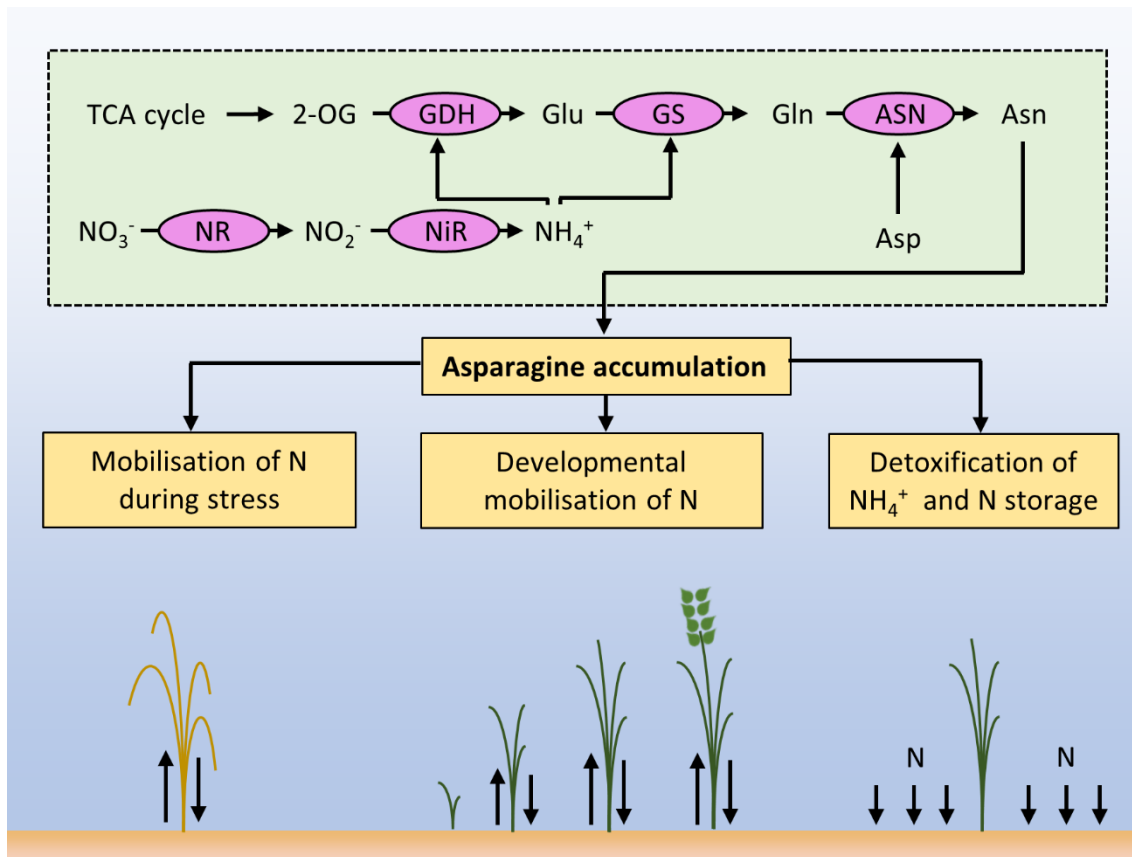 TCA cycle 2-OG GDH Glu GS Gln ASN Asn
NO₃⁻ NR NO₂⁻ NiR NH₄⁺ Asp
Asparagine accumulation
Mobilisation of N
during stress
Developmental
mobilisation of N
Detoxification of
NH₄⁺ and N storage
N N